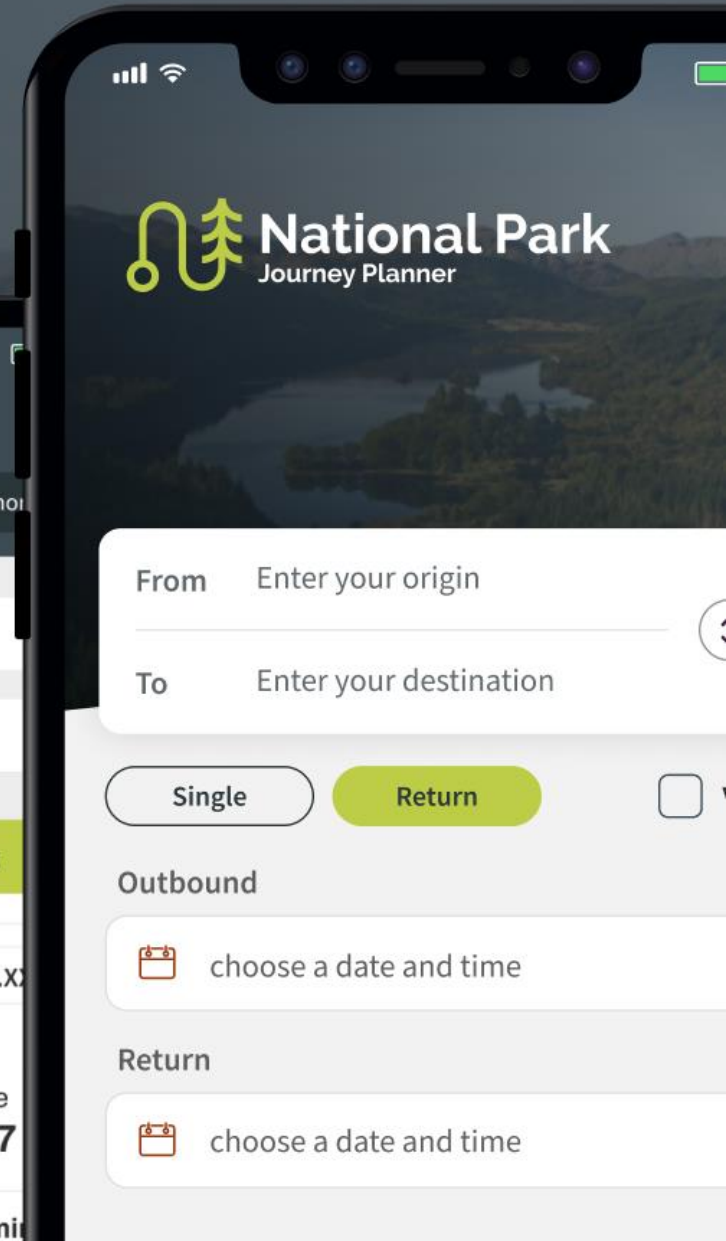 National Park
Journey Planner
From Enter your origin
To Enter your destination
Single Return
Outbound
choose a date and time
Return
choose a date and time
7